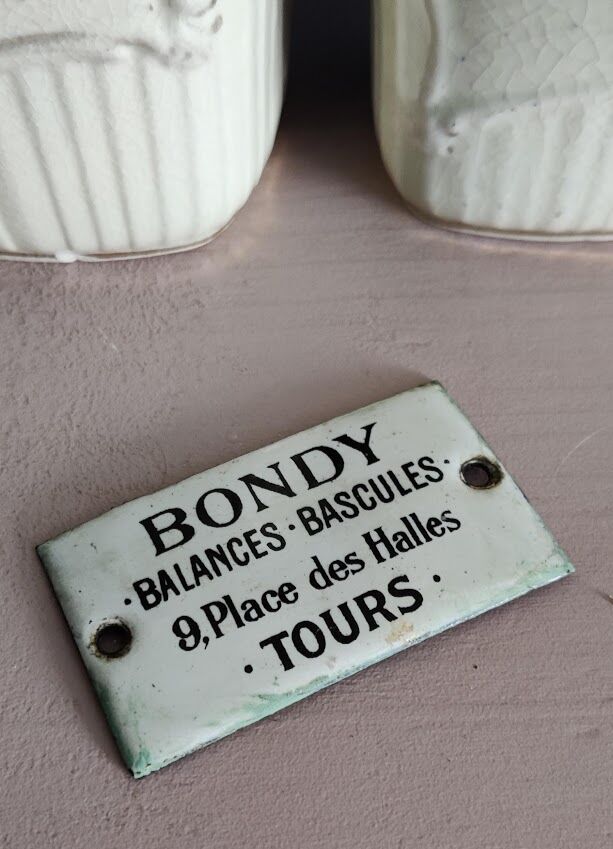 BONDY
·BALANCES·BASCULES·
9,Place des Halles
·TOURS·